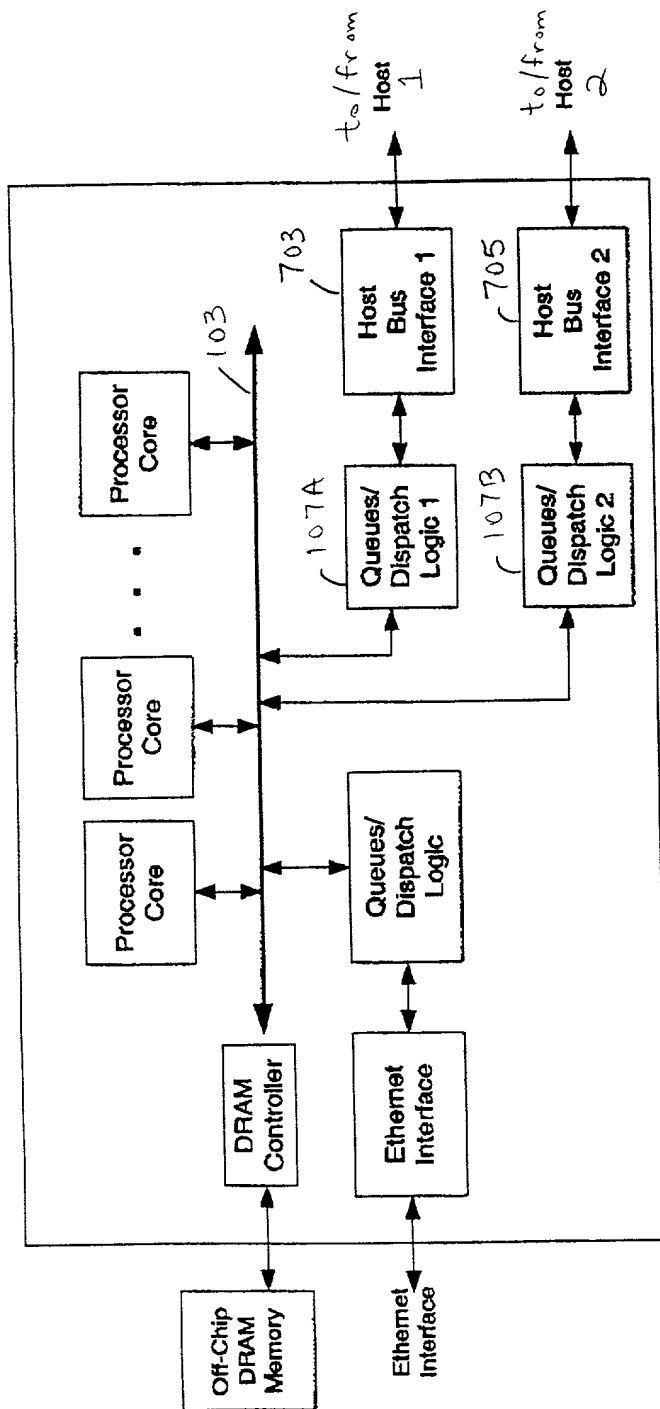 Processor
Core
Processor
Core
. . .
Processor
Core
103
Off-Chip
DRAM
Memory
DRAM
Controller
Ethernet
Interface
Ethernet
Interface
Queues/
Dispatch
Logic
107A
Queues/
Dispatch
Logic 1
703
Host
Bus
Interface 1
to/from
Host
1
107B
Queues/
Dispatch
Logic 2
705
Host
Bus
Interface 2
to/from
Host
2